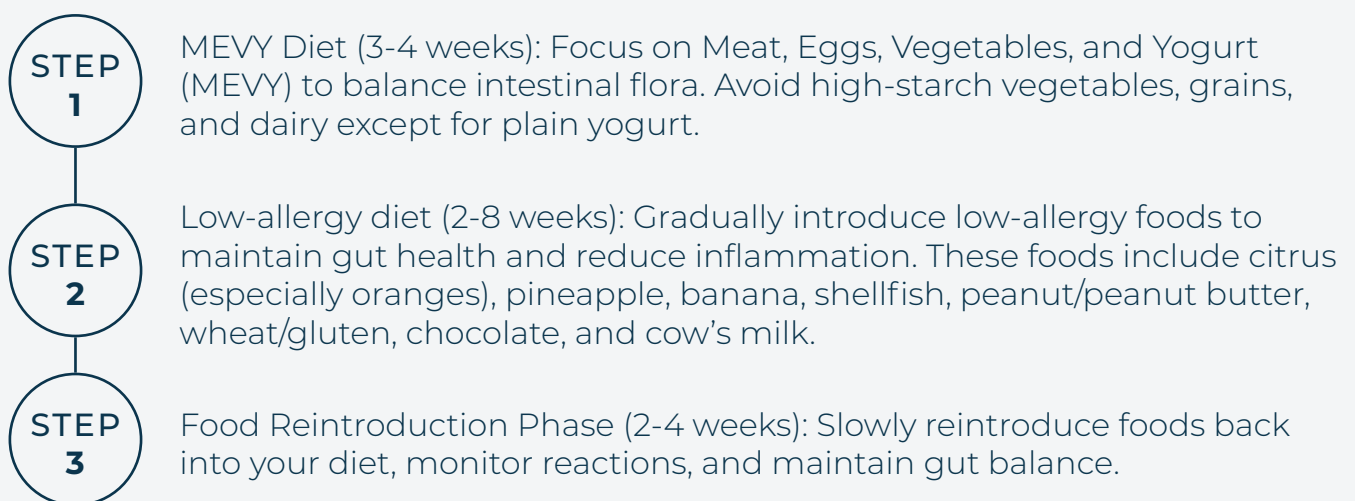 STEP
1
MEVY Diet (3-4 weeks): Focus on Meat, Eggs, Vegetables, and Yogurt
(MEVY) to balance intestinal flora. Avoid high-starch vegetables, grains,
and dairy except for plain yogurt.
STEP
2
Low-allergy diet (2-8 weeks): Gradually introduce low-allergy foods to
maintain gut health and reduce inflammation. These foods include citrus
(especially oranges), pineapple, banana, shellfish, peanut/peanut butter,
wheat/gluten, chocolate, and cow’s milk.
STEP
3
Food Reintroduction Phase (2-4 weeks): Slowly reintroduce foods back
into your diet, monitor reactions, and maintain gut balance.